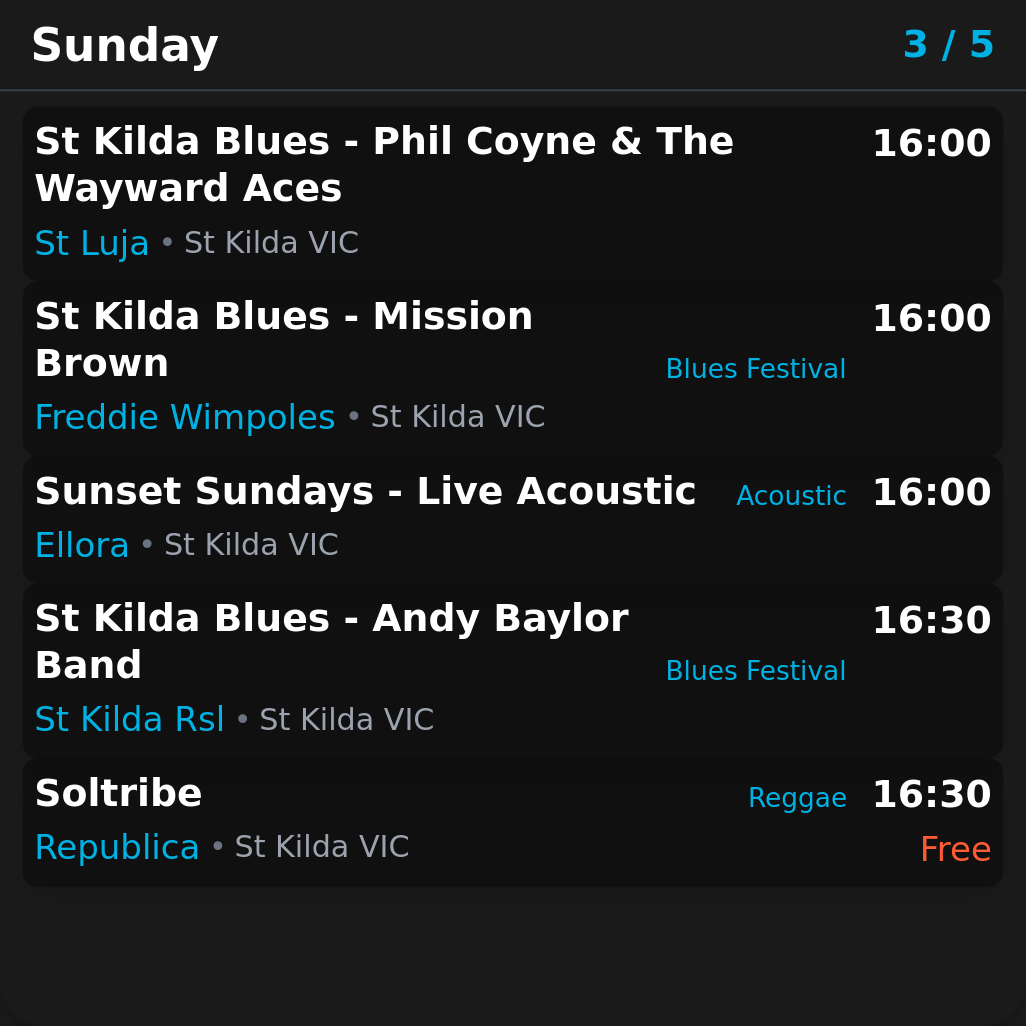 Sunday 3 / 5
St Kilda Blues - Phil Coyne & The 16:00
Wayward Aces
St Luja • St Kilda VIC
St Kilda Blues - Mission 16:00
Brown Blues Festival
Freddie Wimpoles • St Kilda VIC
Sunset Sundays - Live Acoustic Acoustic 16:00
Ellora • St Kilda VIC
St Kilda Blues - Andy Baylor 16:30
Band Blues Festival
St Kilda Rsl • St Kilda VIC
Soltribe Reggae 16:30
Republica • St Kilda VIC Free